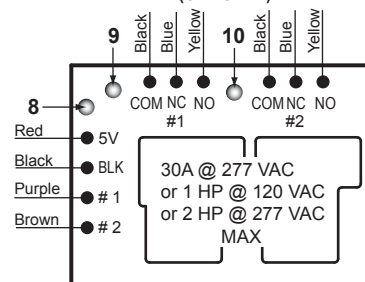 9
Black
Blue
Yellow
10
Black
Blue
Yellow
8
COM NC NO
#1
COM NC NO
#2
Red
5V
Black
BLK
Purple
# 1
Brown
# 2
30A @ 277 VAC
or 1 HP @ 120 VAC
or 2 HP @ 277 VAC
MAX